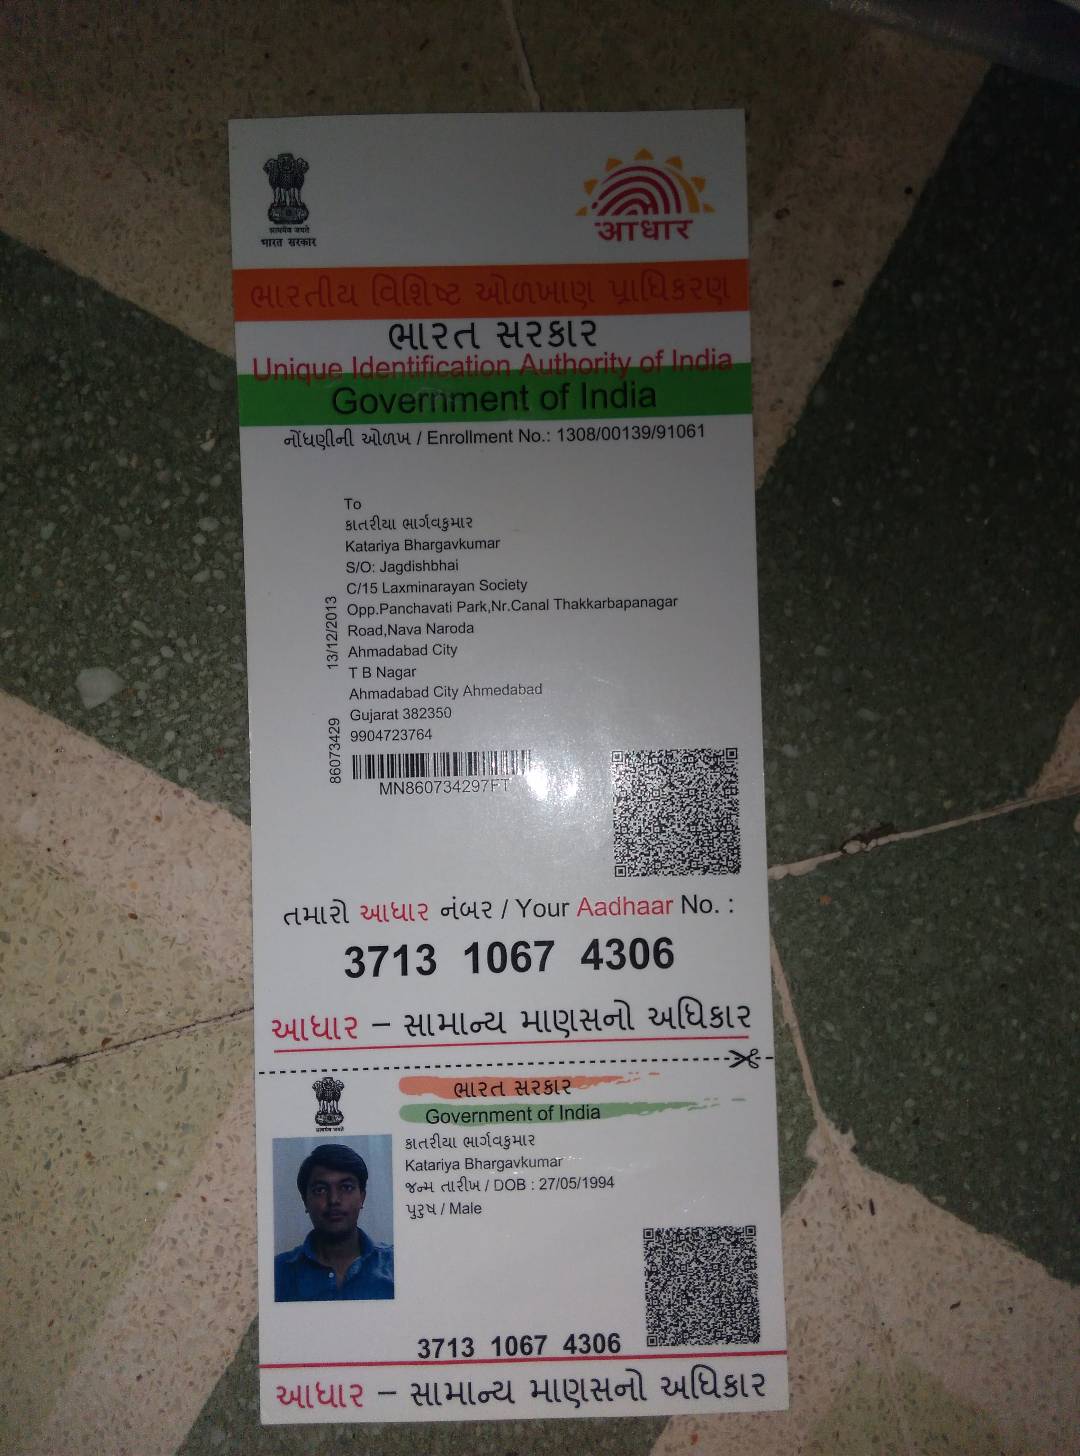 सत्यमेव जयते
भारत सरकार
आधार
ભારતીય વિશિષ્ટ ઓળખાણ પ્રાધિકરણ
ભારત સરકાર
Unique Identification Authority of India
Government of India
નોંધણીની ઓળખ / Enrollment No.: 1308/00139/91061
To
કાતરીયા ભાર્ગવકુમાર
Katariya Bhargavkumar
S/O: Jagdishbhai
C/15 Laxminarayan Society
Opp.Panchavati Park,Nr.Canal Thakkarbapanagar
Road,Nava Naroda
Ahmadabad City
T B Nagar
Ahmadabad City Ahmedabad
Gujarat 382350
9904723764
13/12/2013
86073429
MN860734297FT
તમારો આધાર નંબર / Your Aadhaar No. :
3713 1067 4306
આધાર – સામાન્ય માણસનો અધિકાર
सत्यमेव जयते
ભારત સરકાર
Government of India
કાતરીયા ભાર્ગવકુમાર
Katariya Bhargavkumar
જન્મ તારીખ / DOB : 27/05/1994
પુરુષ / Male
3713 1067 4306
આધાર – સામાન્ય માણસનો અધિકાર